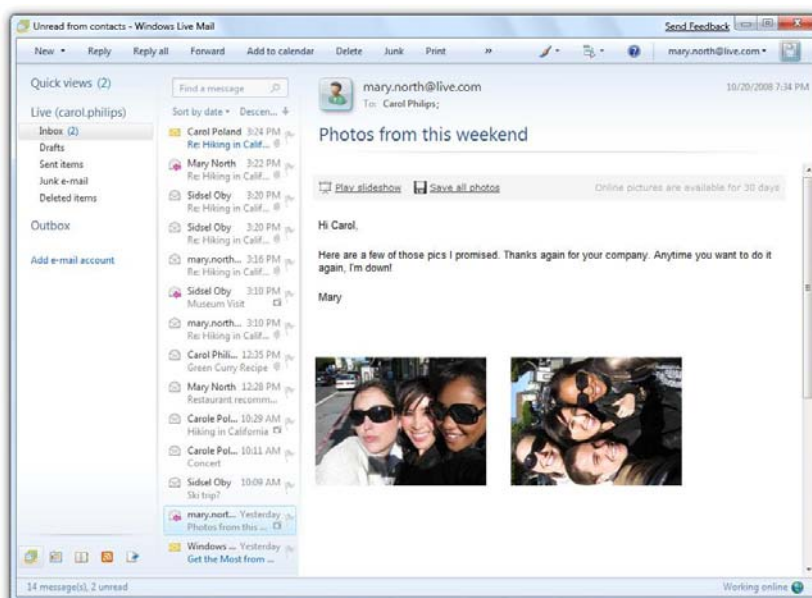 Unread from contacts - Windows Live Mail
Send Feedback
New Reply Reply all Forward Add to calendar Delete Junk Print » mary.north@live.com
Quick views (2)
Live (carol.philips)
Inbox (2)
Drafts
Sent items
Junk e-mail
Deleted items
Outbox
Add e-mail account
Find a message
Sort by date Descen...
Carol Poland 3:24 PM
Re: Hiking in Calif...
Mary North 3:22 PM
Re: Hiking in Calif...
Sidsel Oby 3:20 PM
Re: Hiking in Calif...
Sidsel Oby 3:20 PM
Re: Hiking in Calif...
mary.north... 3:16 PM
Re: Hiking in Calif...
Sidsel Oby 3:10 PM
Museum Visit
mary.north... 3:10 PM
Re: Hiking in Calif...
Carol Phili... 12:35 PM
Green Curry Recipe
Mary North 12:28 PM
Restaurant recomm...
Carole Pol... 10:29 AM
Hiking in California
Carole Pol... 10:11 AM
Concert
Sidsel Oby 10:09 AM
Ski trip?
mary.nort... Yesterday
Photos from this ...
Windows ... Yesterday
Get the Most from ...
mary.north@live.com 10/20/2008 7:34 PM
To: Carol Philips;
Photos from this weekend
Play slideshow Save all photos Online pictures are available for 30 days
Hi Carol,
Here are a few of those pics I promised. Thanks again for your company. Anytime you want to do it
again, I'm down!
Mary
14 message(s), 2 unread
Working online